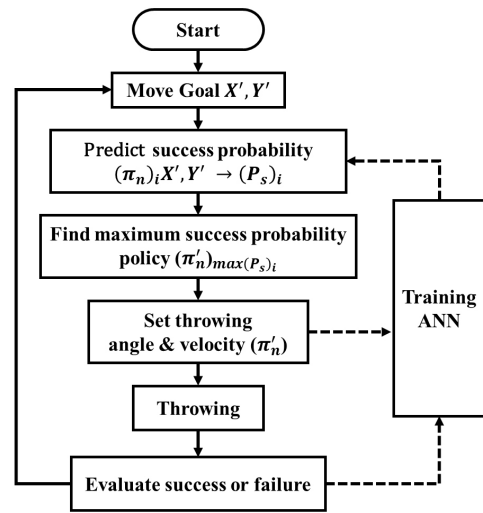 Start
Move Goal X′, Y′
Predict success probability
(πₙ)ᵢX′, Y′ → (Pₛ)ᵢ
Find maximum success probability
policy (π′ₙ)ₘₐₓ₍Pₛ₎ᵢ
Set throwing
angle & velocity (π′ₙ)
Throwing
Evaluate success or failure
Training
ANN